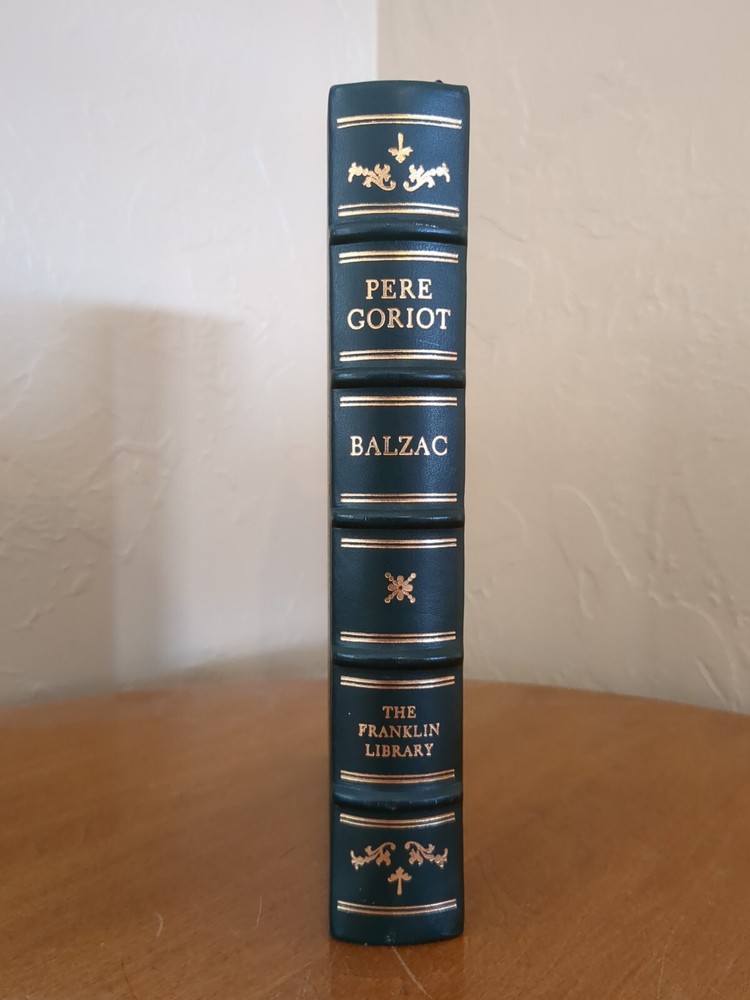 PERE
GORIOT
BALZAC
THE
FRANKLIN
LIBRARY